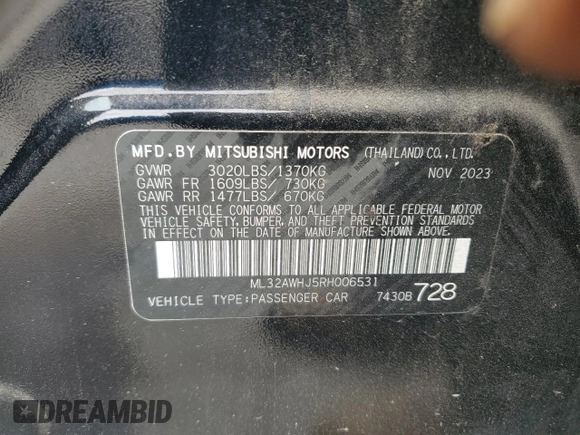 MFD.BY MITSUBISHI MOTORS (THAILAND)CO.,LTD.
GVWR 3020LBS/1370KG NOV 2023
GAWR FR 1609LBS/ 730KG
GAWR RR 1477LBS/ 670KG
THIS VEHICLE CONFORMS TO ALL APPLICABLE FEDERAL MOTOR
VEHICLE SAFETY,BUMPER AND THEFT PREVENTION STANDARDS
IN EFFECT ON THE DATE OF MANUFACTURE SHOWN ABOVE.
ML32AWHJ5RH006531
VEHICLE TYPE:PASSENGER CAR 7430B 728
DREAMBID